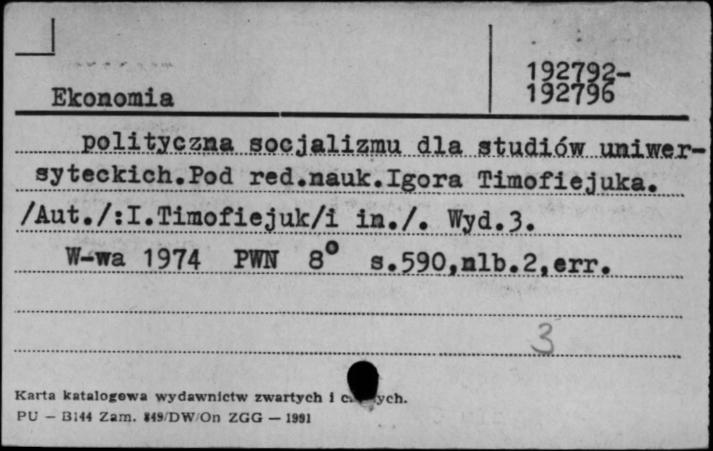 192792-
192796
Ekonomia
polityczna socjalizmu dla studiów uniwer-
syteckich.Pod red.nauk.Igora Timofiejuka.
/Aut./:I.Timofiejuk/i in./. Wyd.3.
W-wa 1974 PWN 8° s.590,nlb.2,err.
3
Karta katalogowa wydawnictw zwartych i
PU — B144 Zam. 849/DW/On ZGG — 1991